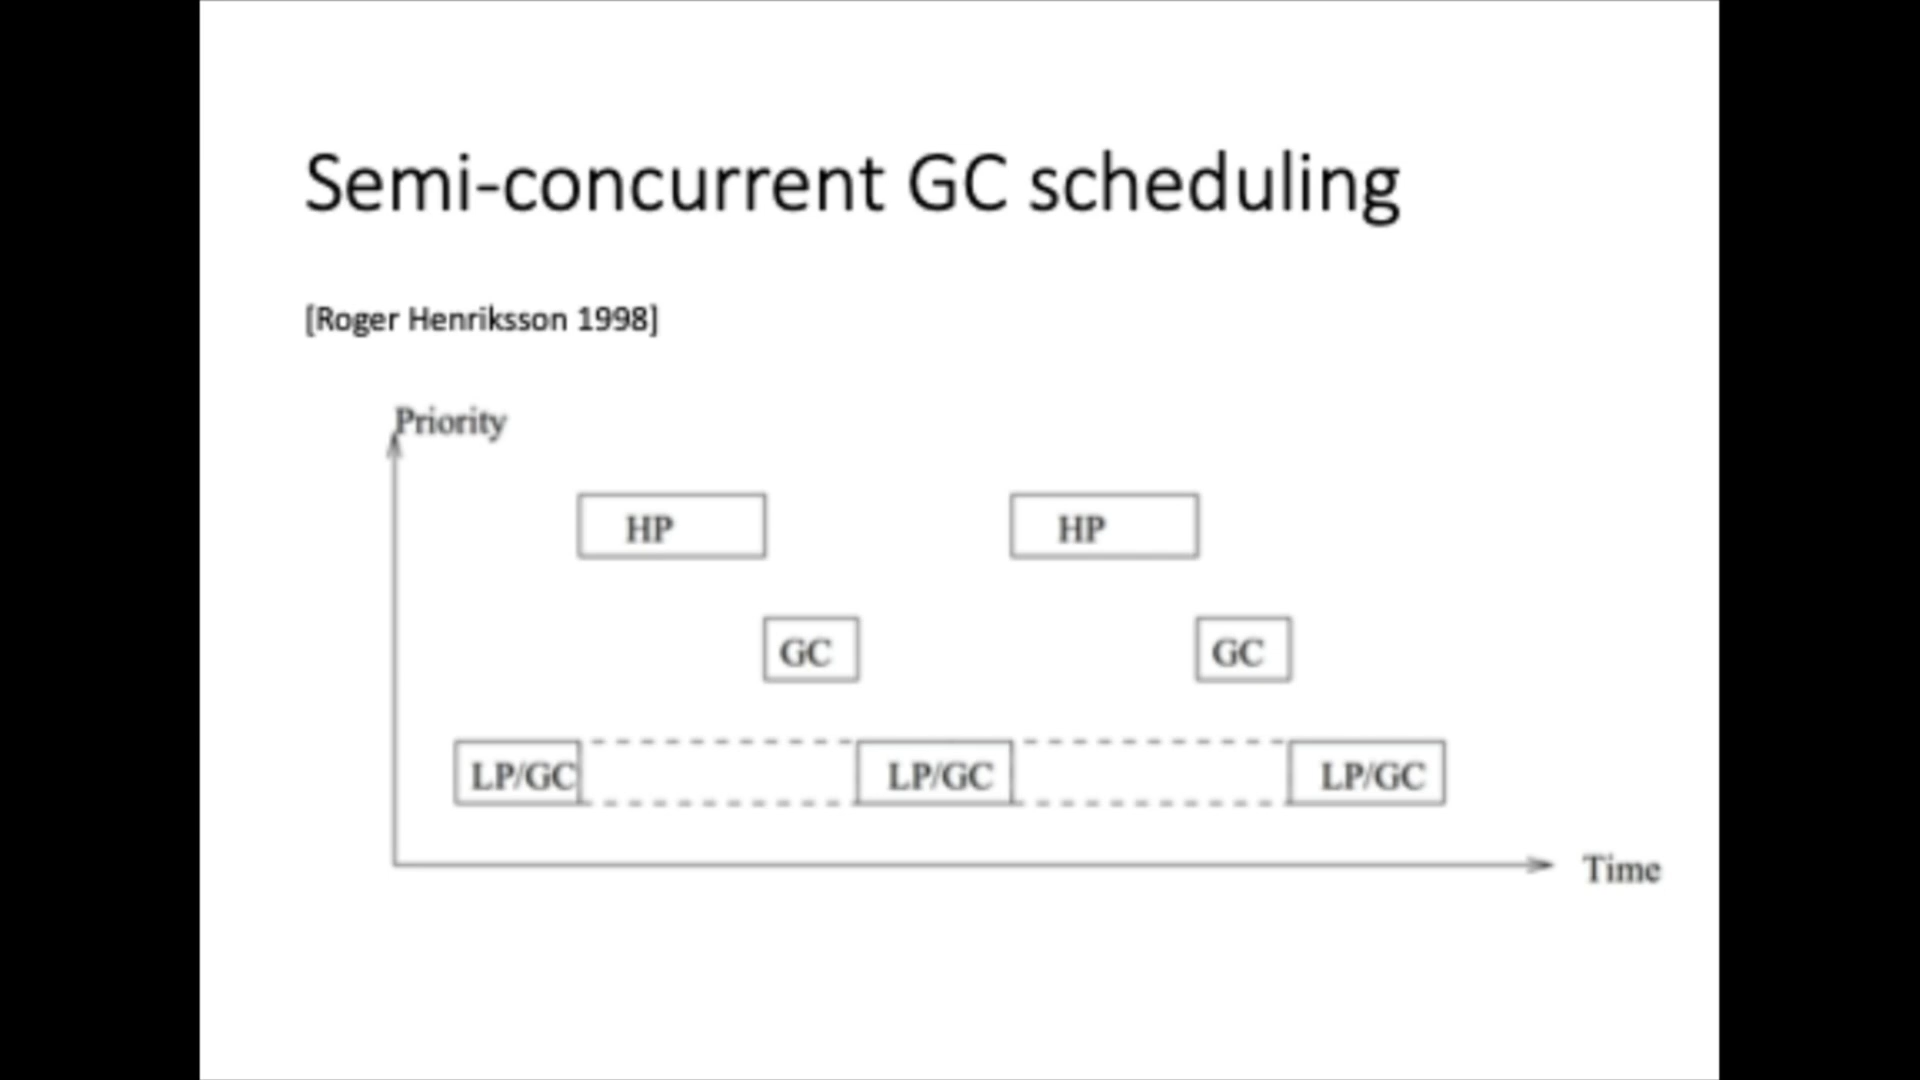 Semi-concurrent GC scheduling
[Roger Henriksson 1998]
Priority
HP HP
GC GC
LP/GC LP/GC LP/GC
Time